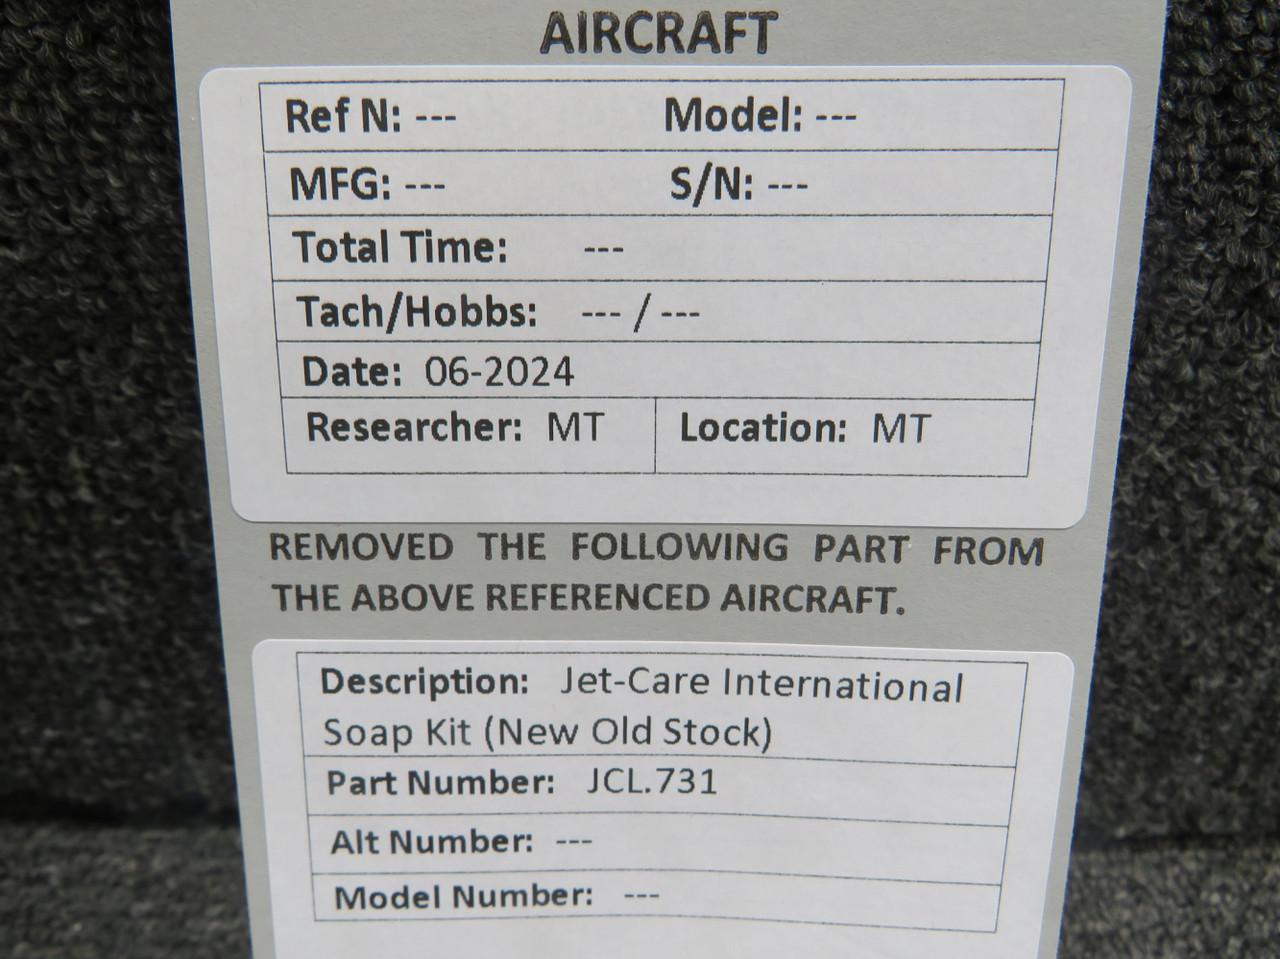 AIRCRAFT
Ref N: --- Model: ---
MFG: --- S/N: ---
Total Time: ---
Tach/Hobbs: --- / ---
Date: 06-2024
Researcher: MT Location: MT
REMOVED THE FOLLOWING PART FROM
THE ABOVE REFERENCED AIRCRAFT.
Description: Jet-Care International
Soap Kit (New Old Stock)
Part Number: JCL.731
Alt Number: ---
Model Number: ---